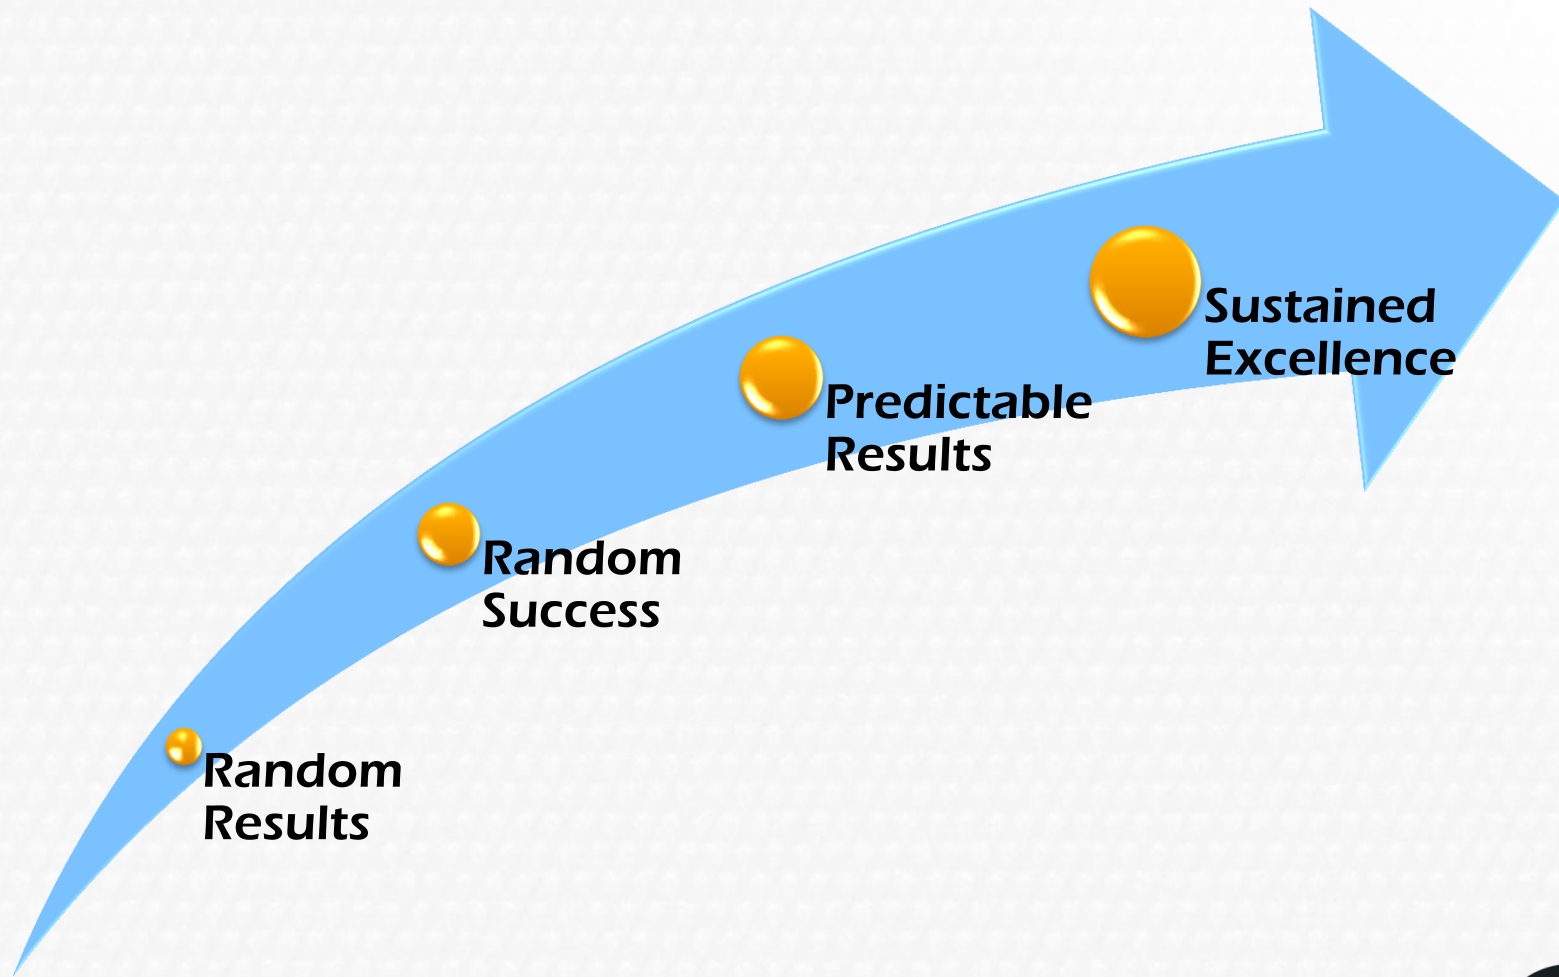 Sustained
Excellence
Predictable
Results
Random
Success
Random
Results